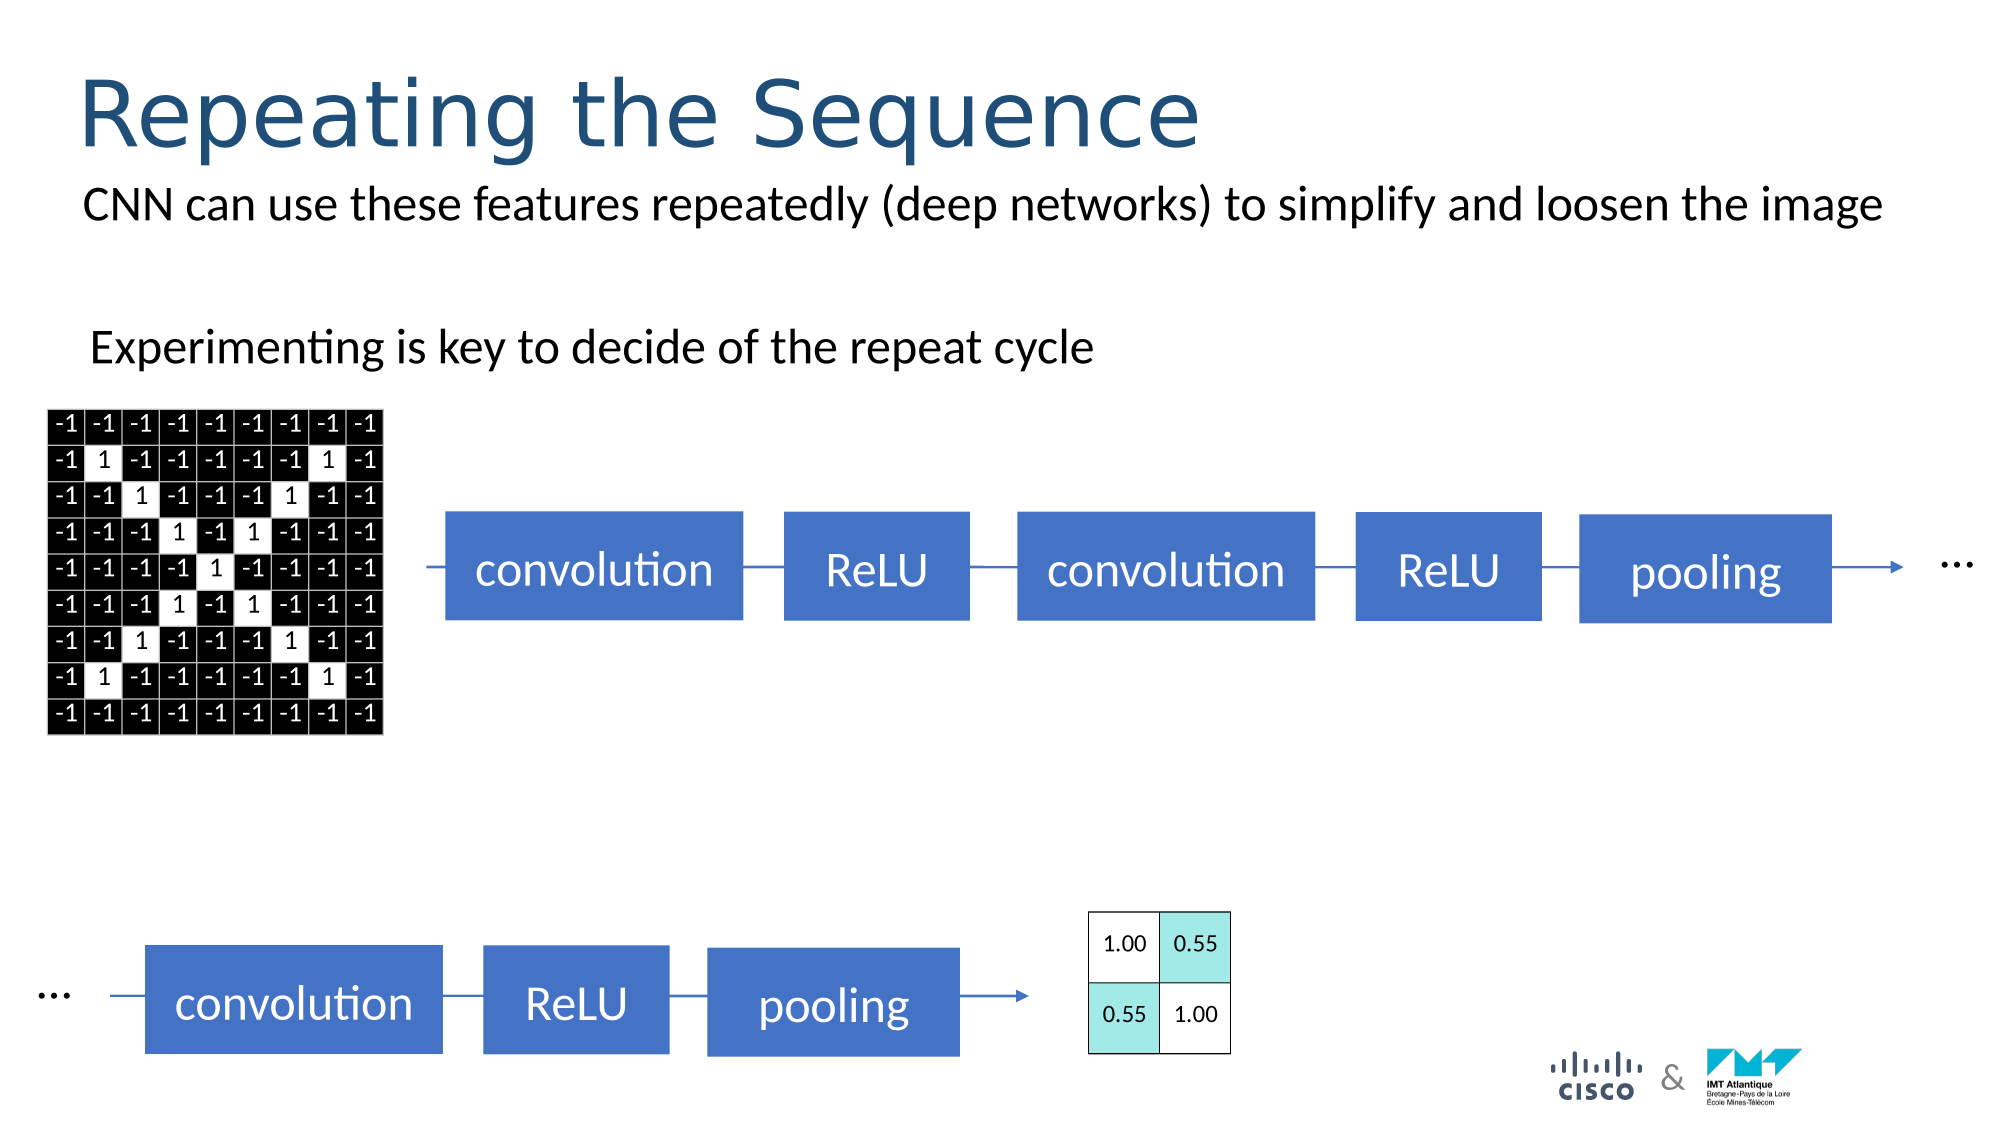 Repeating the Sequence
CNN can use these features repeatedly (deep networks) to simplify and loosen the image
Experimenting is key to decide of the repeat cycle
-1 -1 -1 -1 -1 -1 -1 -1 -1
-1 1 -1 -1 -1 -1 -1 1 -1
-1 -1 1 -1 -1 -1 1 -1 -1
-1 -1 -1 1 -1 1 -1 -1 -1
-1 -1 -1 -1 1 -1 -1 -1 -1
-1 -1 -1 1 -1 1 -1 -1 -1
-1 -1 1 -1 -1 -1 1 -1 -1
-1 1 -1 -1 -1 -1 -1 1 -1
-1 -1 -1 -1 -1 -1 -1 -1 -1
convolution ReLU convolution ReLU pooling ...
... convolution ReLU pooling
1.00 0.55
0.55 1.00
CISCO & IMT Atlantique
Bretagne-Pays de la Loire
École Mines-Télécom